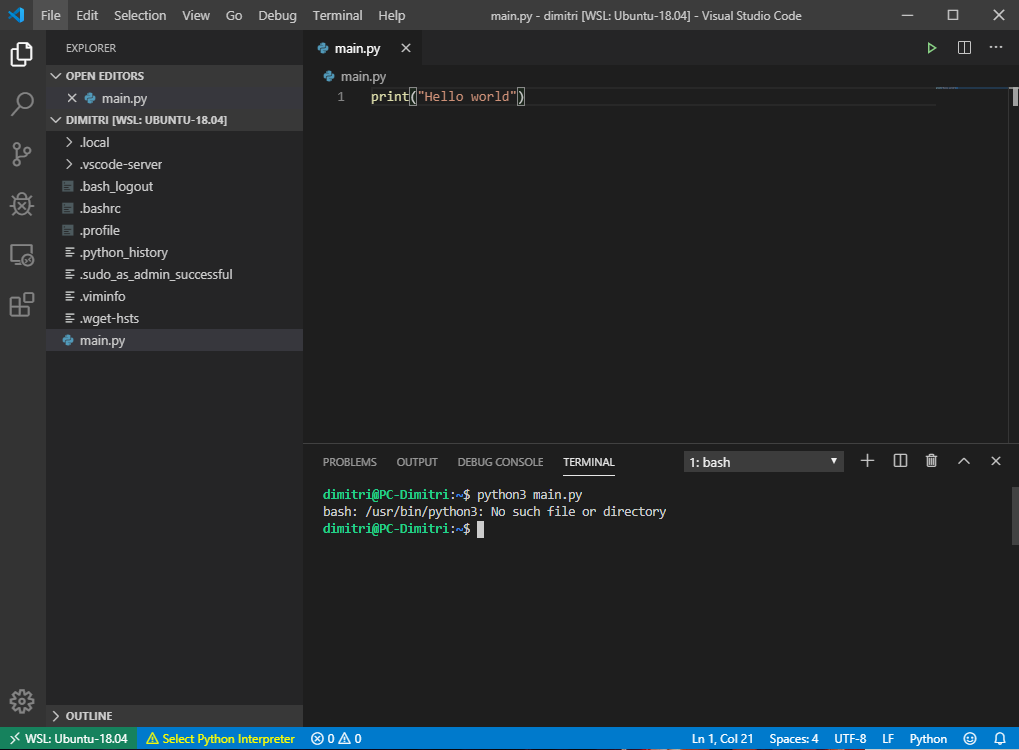 File Edit Selection View Go Debug Terminal Help main.py - dimitri [WSL: Ubuntu-18.04] - Visual Studio Code
EXPLORER
OPEN EDITORS
main.py
DIMITRI [WSL: UBUNTU-18.04]
.local
.vscode-server
.bash_logout
.bashrc
.profile
.python_history
.sudo_as_admin_successful
.viminfo
.wget-hsts
main.py
OUTLINE
main.py
main.py
1 print("Hello world")
PROBLEMS OUTPUT DEBUG CONSOLE TERMINAL 1: bash
dimitri@PC-Dimitri:~$ python3 main.py
bash: /usr/bin/python3: No such file or directory
dimitri@PC-Dimitri:~$
WSL: Ubuntu-18.04 Select Python Interpreter 0 0 Ln 1, Col 21 Spaces: 4 UTF-8 LF Python